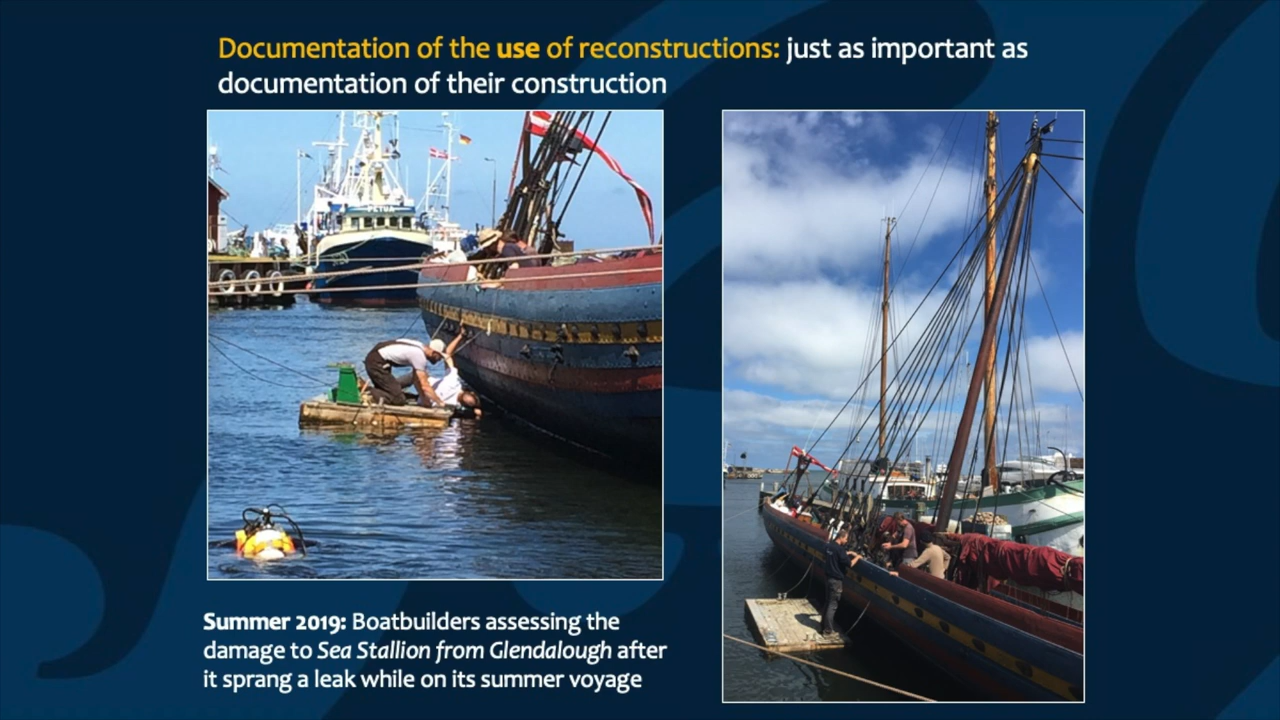 Documentation of the use of reconstructions: just as important as
documentation of their construction
PETUA
Summer 2019: Boatbuilders assessing the
damage to Sea Stallion from Glendalough after
it sprang a leak while on its summer voyage